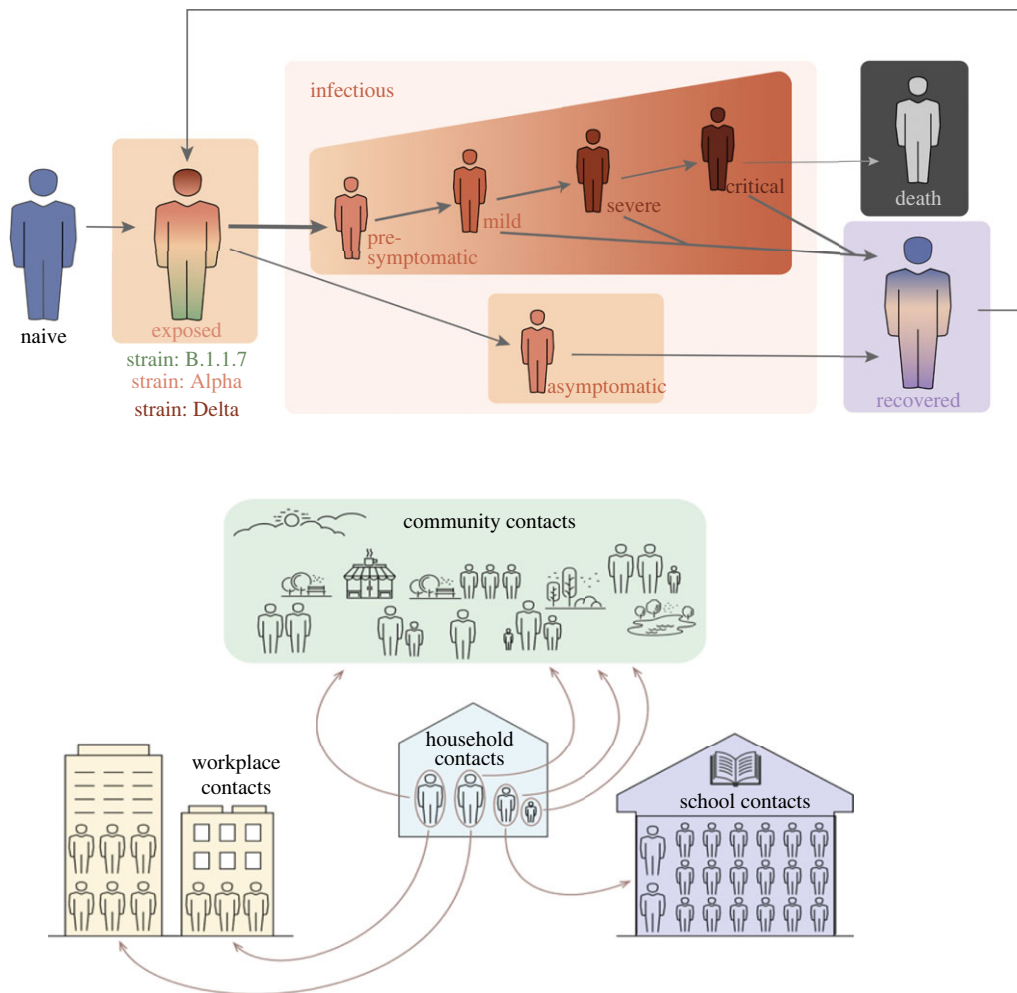 infectious
naive
exposed
strain: B.1.1.7
strain: Alpha
strain: Delta
pre-
symptomatic
mild
severe
critical
asymptomatic
death
recovered
community contacts
workplace
contacts
household
contacts
school contacts